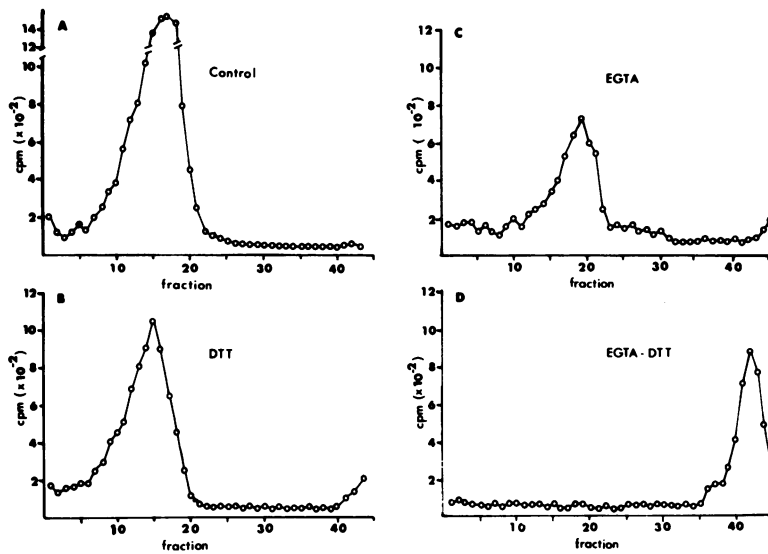 A
Control
cpm (x 10-2)
14
12
10
8
6
4
2
10 20 30 40
fraction
B
DTT
cpm (x 10-2)
12
10
8
6
4
2
10 20 30 40
fraction
C
EGTA
cpm ( 10-2)
12
10
8
6
4
2
10 20 30 40
fraction
D
EGTA - DTT
cpm (x 10-2)
12
10
8
6
4
2
10 20 30 40
fraction